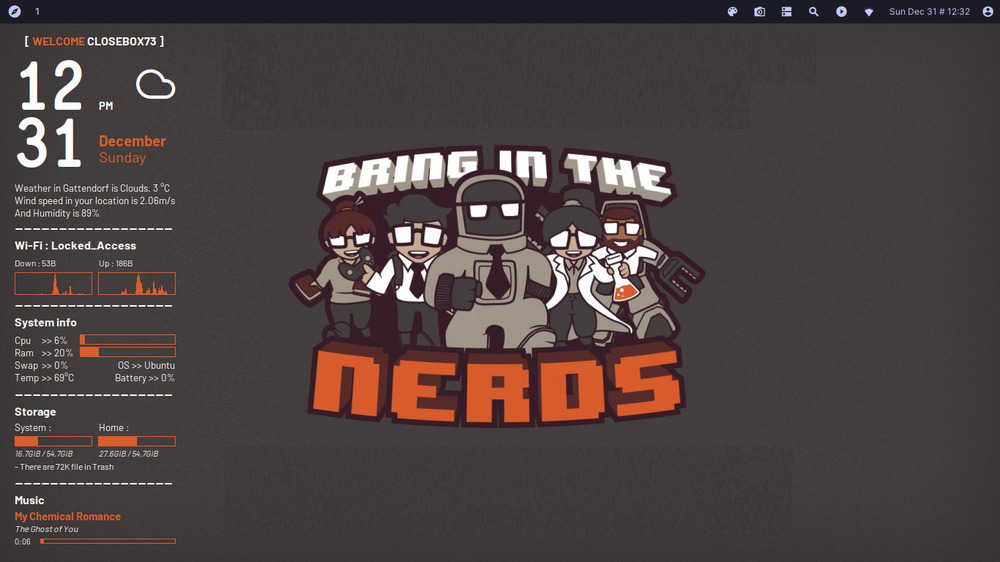 1
Sun Dec 31 # 12:32
[ WELCOME CLOSEBOX73 ]
12 PM
31 December
Sunday
Weather in Gattendorf is Clouds. 3 °C
Wind speed in your location is 2.06m/s
And Humidity is 89%
Wi-Fi : Locked_Access
Down : 53B Up : 186B
System info
Cpu >> 6%
Ram >> 20%
Swap >> 0% OS >> Ubuntu
Temp >> 69°C Battery >> 0%
Storage
System : Home :
16.7GiB / 54.7GiB 27.6GiB / 54.7GiB
- There are 72K file in Trash
Music
My Chemical Romance
The Ghost of You
0:06
BRING IN THE
NERDS